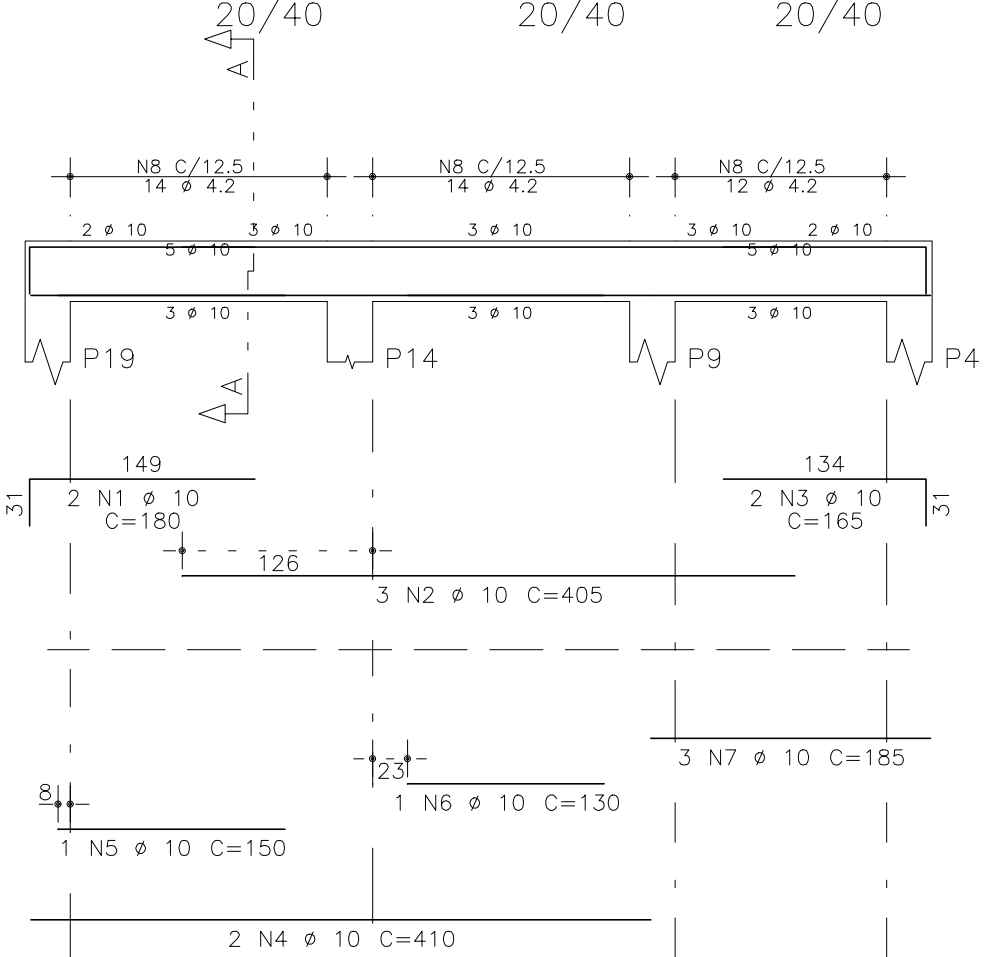 20/40 20/40 20/40
A
N8 C/12.5 N8 C/12.5 N8 C/12.5
14 ø 4.2 14 ø 4.2 12 ø 4.2
2 ø 10 3 ø 10 3 ø 10 3 ø 10 2 ø 10
5 ø 10 5 ø 10
3 ø 10 3 ø 10 3 ø 10
P19 P14 P9 P4
A
149 134
31 2 N1 ø 10 2 N3 ø 10 31
C=180 C=165
126
3 N2 ø 10 C=405
3 N7 ø 10 C=185
23
8 1 N6 ø 10 C=130
1 N5 ø 10 C=150
2 N4 ø 10 C=410